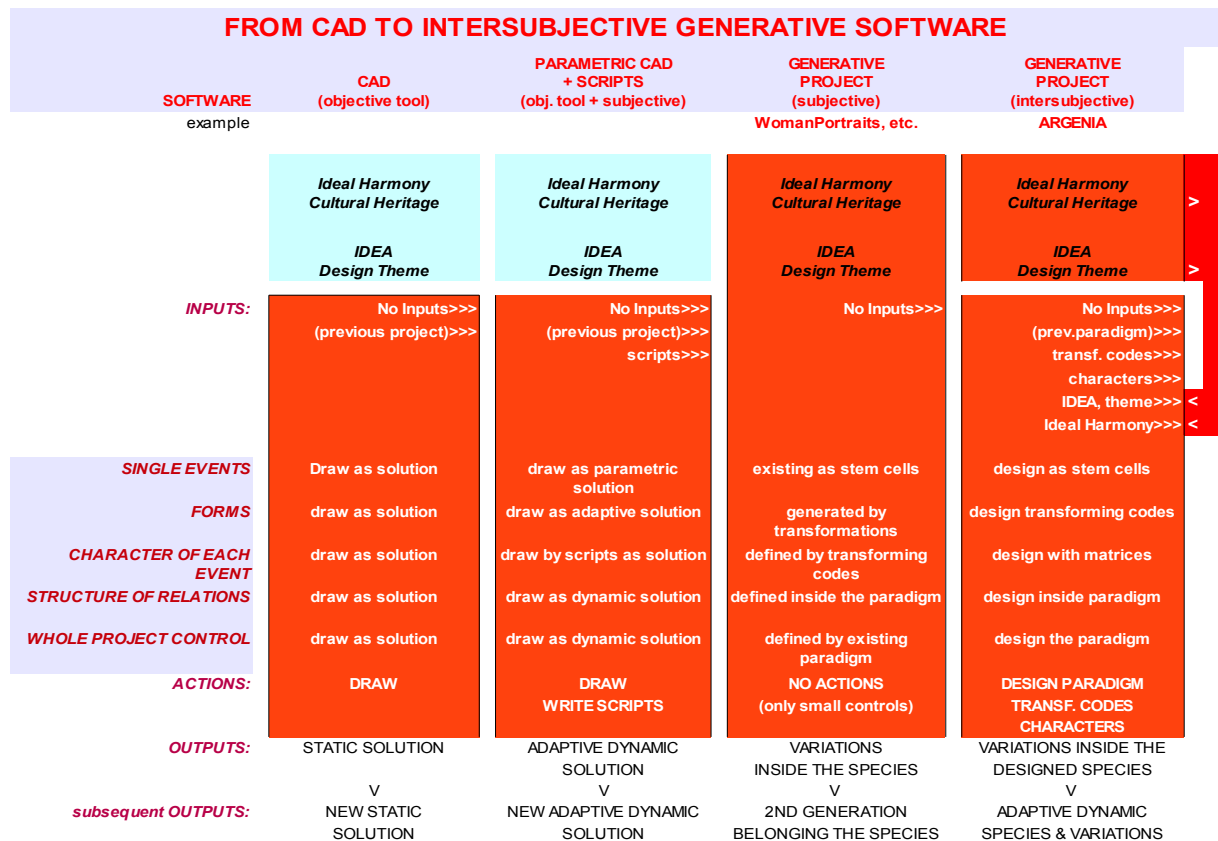 FROM CAD TO INTERSUBJECTIVE GENERATIVE SOFTWARE
SOFTWARE
CAD
(objective tool)
PARAMETRIC CAD
+ SCRIPTS
(obj. tool + subjective)
GENERATIVE
PROJECT
(subjective)
GENERATIVE
PROJECT
(intersubjective)
example
WomanPortraits, etc.
ARGENIA
Ideal Harmony
Cultural Heritage
Ideal Harmony
Cultural Heritage
Ideal Harmony
Cultural Heritage
Ideal Harmony
Cultural Heritage
>
IDEA
Design Theme
IDEA
Design Theme
IDEA
Design Theme
IDEA
Design Theme
>
INPUTS:
No Inputs>>>
(previous project)>>>
No Inputs>>>
(previous project)>>>
scripts>>>
No Inputs>>>
No Inputs>>>
(prev.paradigm)>>>
transf. codes>>>
characters>>>
IDEA, theme>>> <
Ideal Harmony>>> <
SINGLE EVENTS
Draw as solution
draw as parametric
solution
existing as stem cells
design as stem cells
FORMS
draw as solution
draw as adaptive solution
generated by
transformations
design transforming codes
CHARACTER OF EACH
EVENT
draw as solution
draw by scripts as solution
defined by transforming
codes
design with matrices
STRUCTURE OF RELATIONS
draw as solution
draw as dynamic solution
defined inside the paradigm
design inside paradigm
WHOLE PROJECT CONTROL
draw as solution
draw as dynamic solution
defined by existing
paradigm
design the paradigm
ACTIONS:
DRAW
DRAW
WRITE SCRIPTS
NO ACTIONS
(only small controls)
DESIGN PARADIGM
TRANSF. CODES
CHARACTERS
OUTPUTS:
STATIC SOLUTION
ADAPTIVE DYNAMIC
SOLUTION
VARIATIONS
INSIDE THE SPECIES
VARIATIONS INSIDE THE
DESIGNED SPECIES
V
V
V
V
subsequent OUTPUTS:
NEW STATIC
SOLUTION
NEW ADAPTIVE DYNAMIC
SOLUTION
2ND GENERATION
BELONGING THE SPECIES
ADAPTIVE DYNAMIC
SPECIES & VARIATIONS